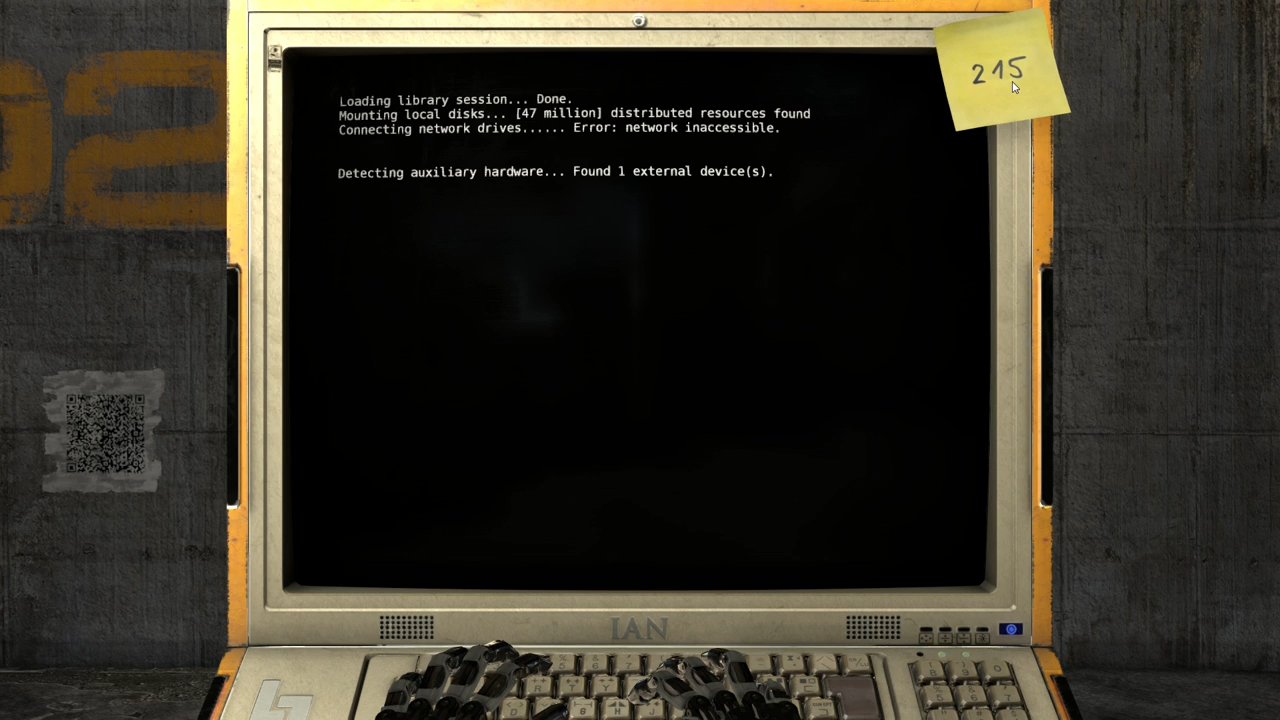 02
215
Loading library session... Done.
Mounting local disks... [47 million] distributed resources found
Connecting network drives...... Error: network inaccessible.
Detecting auxiliary hardware... Found 1 external device(s).
IAN